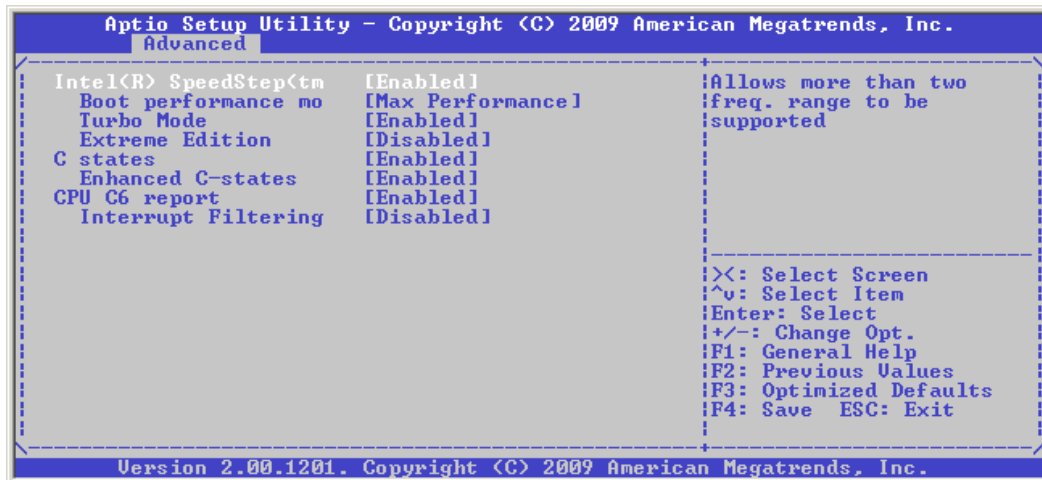 Aptio Setup Utility - Copyright (C) 2009 American Megatrends, Inc.
Advanced
Intel(R) SpeedStep(tm [Enabled]
Boot performance mo [Max Performance]
Turbo Mode [Enabled]
Extreme Edition [Disabled]
C states [Enabled]
Enhanced C-states [Enabled]
CPU C6 report [Enabled]
Interrupt Filtering [Disabled]
Allows more than two
freq. range to be
supported
><: Select Screen
^v: Select Item
Enter: Select
+/-: Change Opt.
F1: General Help
F2: Previous Values
F3: Optimized Defaults
F4: Save ESC: Exit
Version 2.00.1201. Copyright (C) 2009 American Megatrends, Inc.